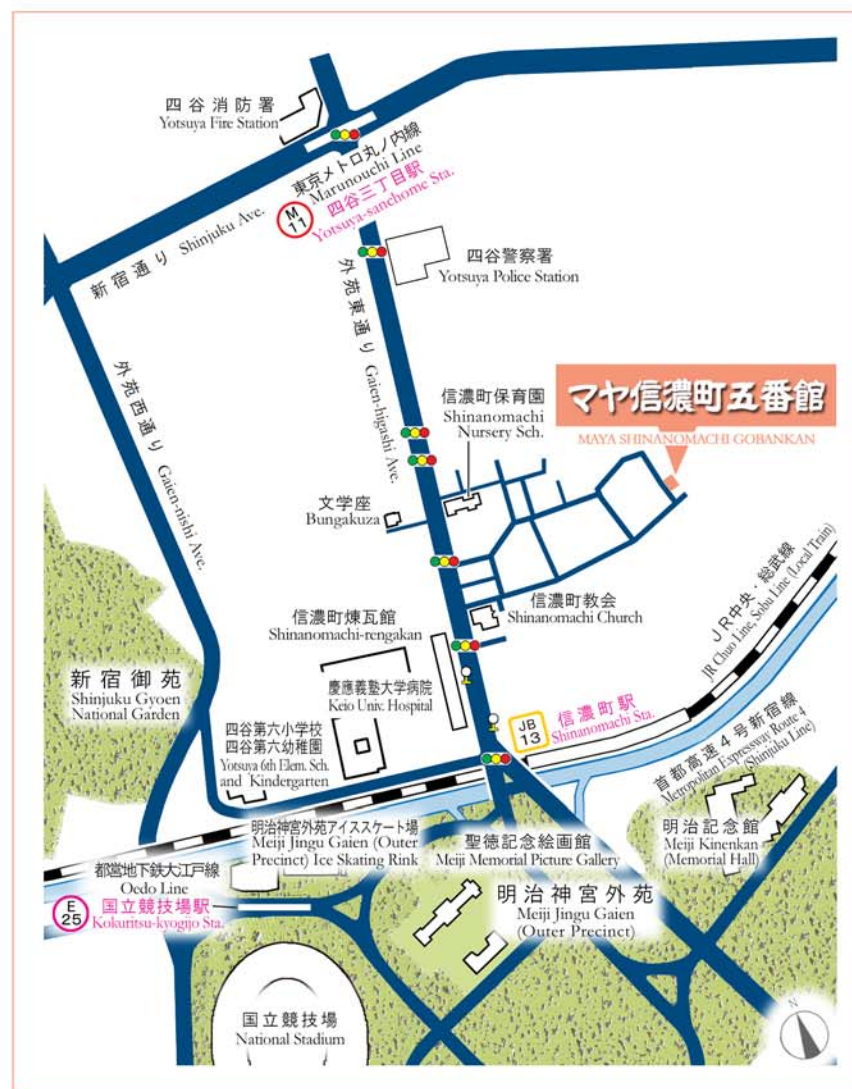 四谷消防署
Yotsuya Fire Station
東京メトロ丸ノ内線
Marunouchi Line
M
11
四谷三丁目駅
Yotsuya-sanchome Sta.
新宿通り Shinjuku Ave.
四谷警察署
Yotsuya Police Station
外苑東通り Gaien-higashi Ave.
外苑西通り Gaien-nishi Ave.
信濃町保育園
Shinanomachi
Nursery Sch.
マヤ信濃町五番館
MAYA SHINANOMACHI GOBANKAN
文学座
Bungakuza
信濃町教会
Shinanomachi Church
信濃町煉瓦館
Shinanomachi-rengakan
JR中央・総武線
JR Chuo Line, Sobu Line (Local Train)
新宿御苑
Shinjuku Gyoen
National Garden
慶應義塾大学病院
Keio Univ. Hospital
JB
13
信濃町駅
Shinanomachi Sta.
四谷第六小学校
四谷第六幼稚園
Yotsuya 6th Elem. Sch.
and Kindergarten
首都高速4号新宿線
Metropolitan Expressway Route 4
(Shinjuku Line)
明治神宮外苑アイススケート場
Meiji Jingu Gaien (Outer
Precinct) Ice Skating Rink
聖徳記念絵画館
Meiji Memorial Picture Gallery
明治記念館
Meiji Kinenkan
(Memorial Hall)
都営地下鉄大江戸線
Oedo Line
E
25
国立競技場駅
Kokuritsu-kyogijo Sta.
明治神宮外苑
Meiji Jingu Gaien
(Outer Precinct)
国立競技場
National Stadium
N